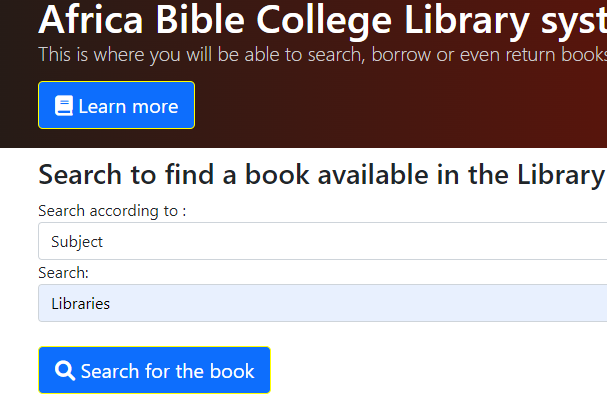 Africa Bible College Library
This is where you will be able to search, borrow or even return books
Learn more
Search to find a book available in the Library
Search according to :
Subject
Search:
Libraries
Search for the book